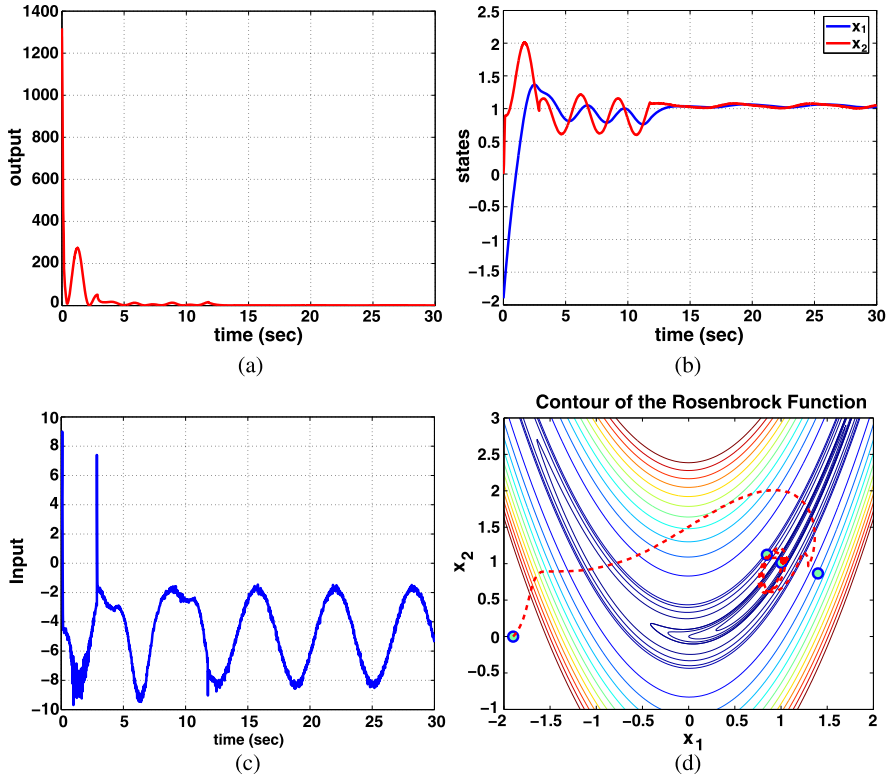 1400
1200
1000
800
600
400
200
0
output
0 5 10 15 20 25 30
time (sec)
(a)
2.5
2
1.5
1
0.5
0
−0.5
−1
−1.5
−2
states
x1
x2
0 5 10 15 20 25 30
time (sec)
(b)
10
8
6
4
2
0
−2
−4
−6
−8
−10
Input
0 5 10 15 20 25 30
time (sec)
(c)
Contour of the Rosenbrock Function
3
2.5
2
1.5
1
0.5
0
−0.5
−1
x2
−2 −1.5 −1 −0.5 0 0.5 1 1.5 2
x1
(d)